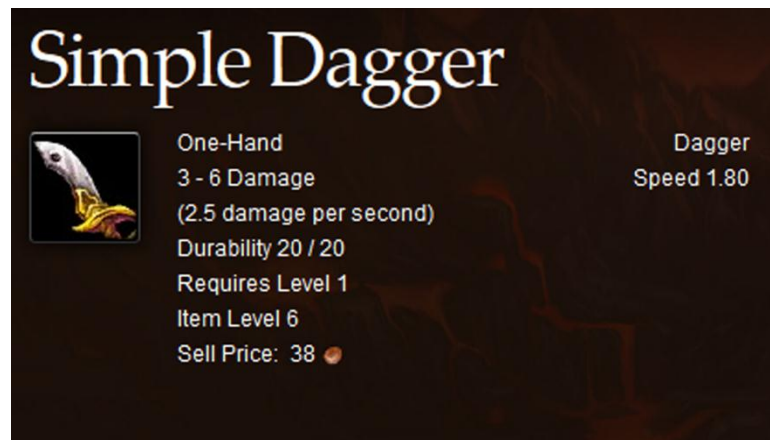 Simple Dagger
One-Hand Dagger
3 - 6 Damage Speed 1.80
(2.5 damage per second)
Durability 20 / 20
Requires Level 1
Item Level 6
Sell Price: 38